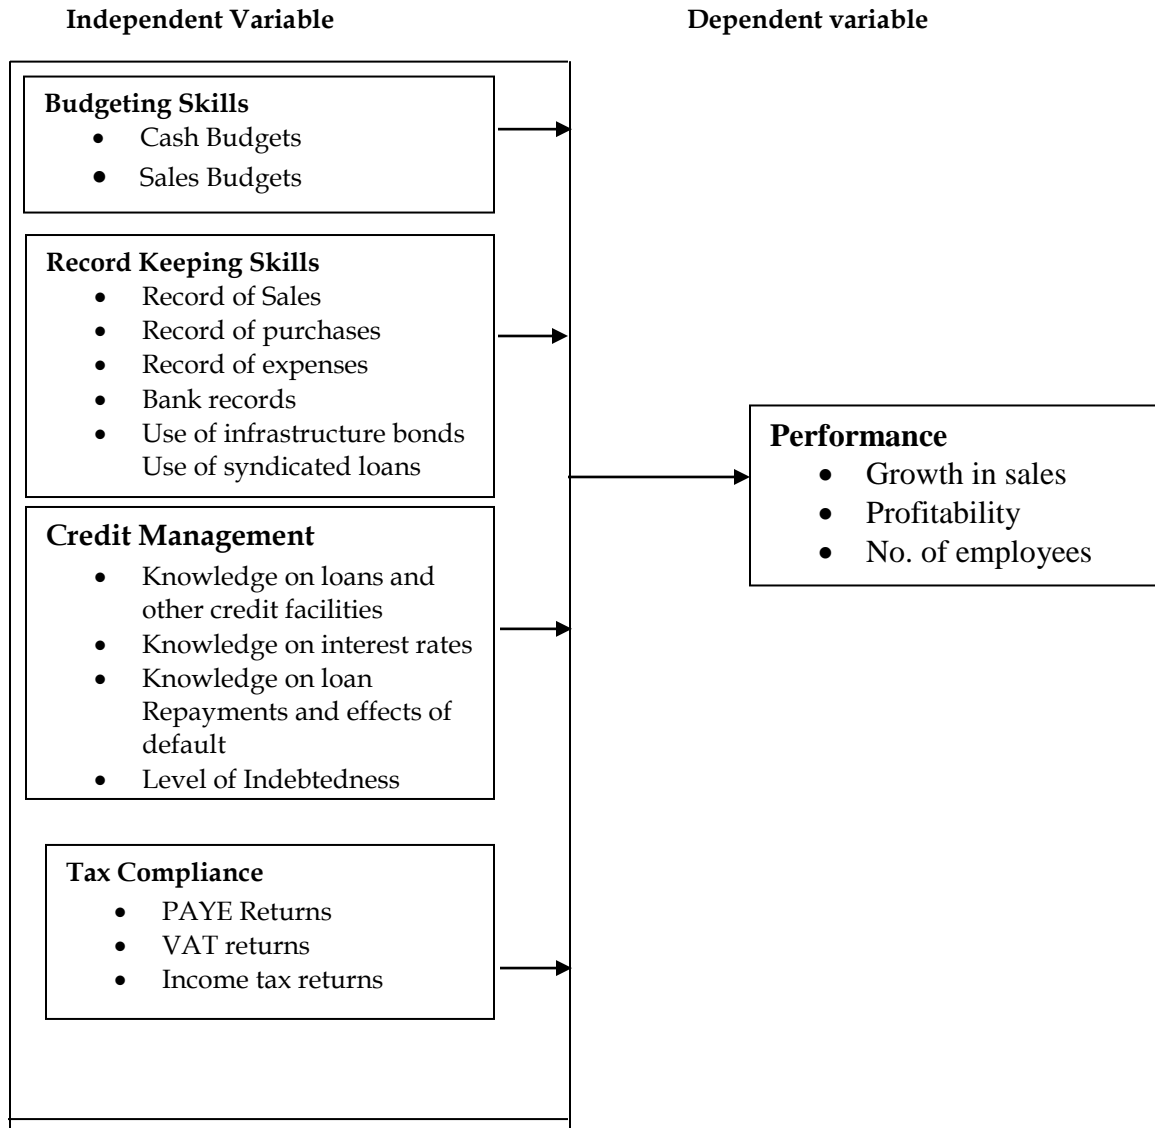 Independent Variable
Dependent variable
Budgeting Skills
• Cash Budgets
• Sales Budgets
Record Keeping Skills
• Record of Sales
• Record of purchases
• Record of expenses
• Bank records
• Use of infrastructure bonds
Use of syndicated loans
Credit Management
• Knowledge on loans and
other credit facilities
• Knowledge on interest rates
• Knowledge on loan
Repayments and effects of
default
• Level of Indebtedness
Tax Compliance
• PAYE Returns
• VAT returns
• Income tax returns
Performance
• Growth in sales
• Profitability
• No. of employees